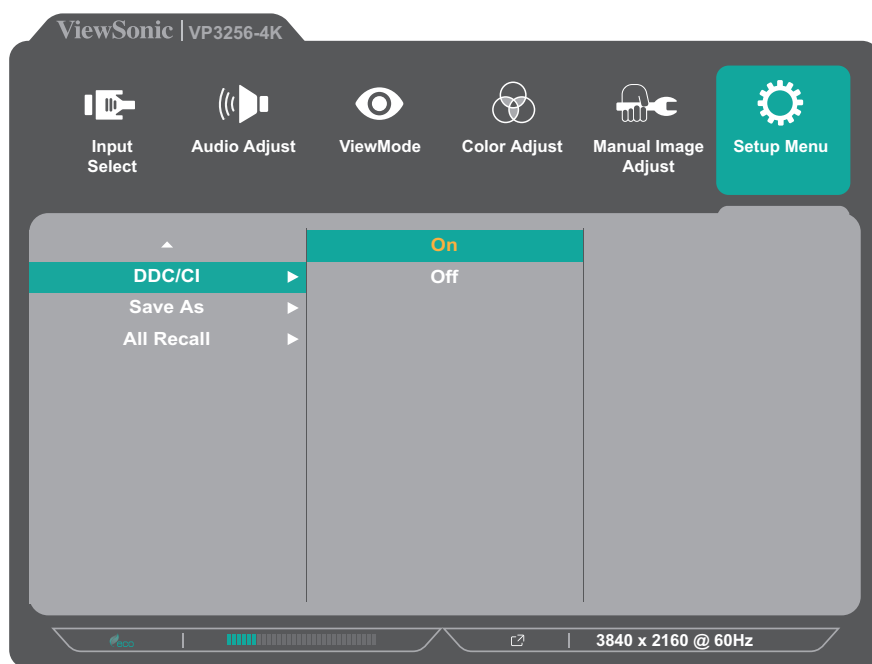 ViewSonic | VP3256-4K
Input Select
Audio Adjust
ViewMode
Color Adjust
Manual Image Adjust
Setup Menu
On
DDC/CI
Off
Save As
All Recall
eco
3840 x 2160 @ 60Hz